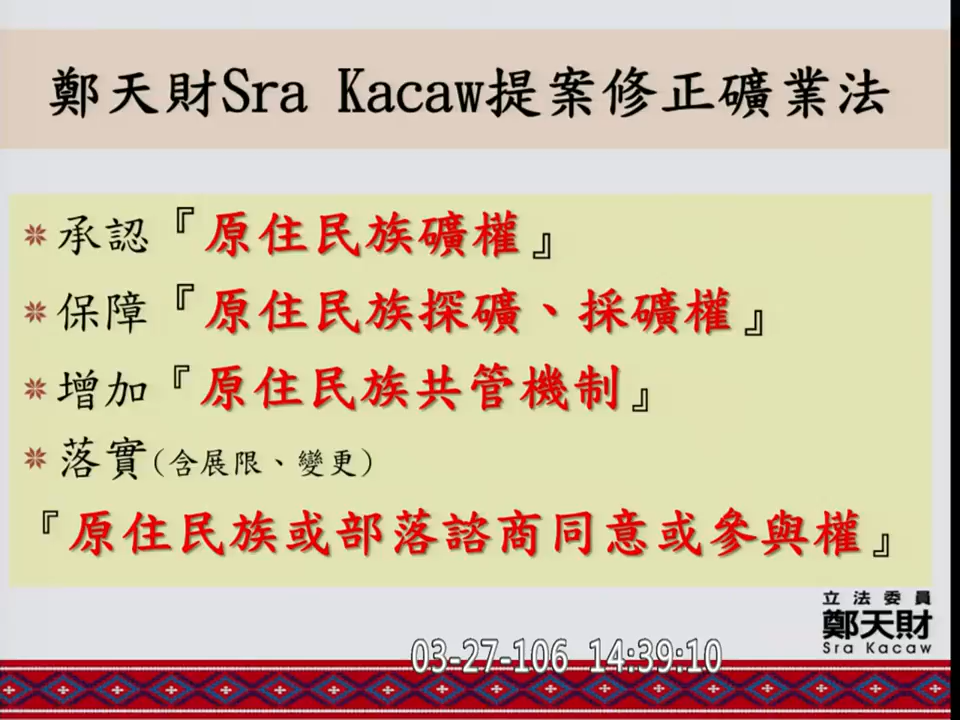 鄭天財Sra Kacaw提案修正礦業法
承認『原住民族礦權』
保障『原住民族探礦、採礦權』
增加『原住民族共管機制』
落實(含展限、變更)
『原住民族或部落諮商同意或參與權』
立法委員
鄭天財
Sra Kacaw
03-27-106 14:39:10